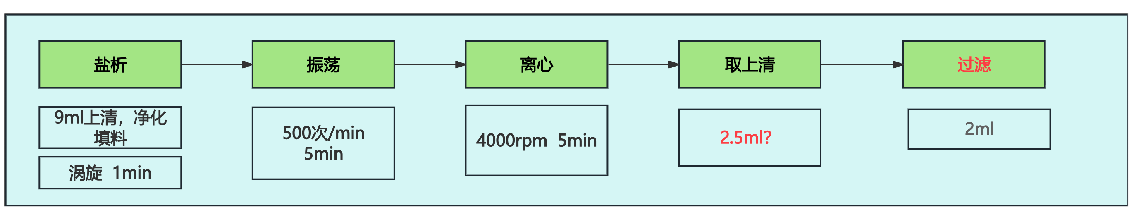 盐析
振荡
离心
取上清
过滤
9ml上清，净化
填料
涡旋 1min
500次/min
5min
4000rpm 5min
2.5ml?
2ml